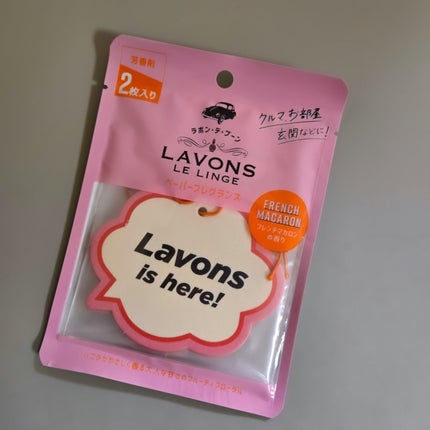 芳香剤
2枚入り
クルマ、お部屋
玄関などに!
ラボン・デ・ブーン
LAVONS
LE LINGE
ペーパーフレグランス
FRENCH
MACARON
フレンチマカロン
の香り
Lavons
is here!